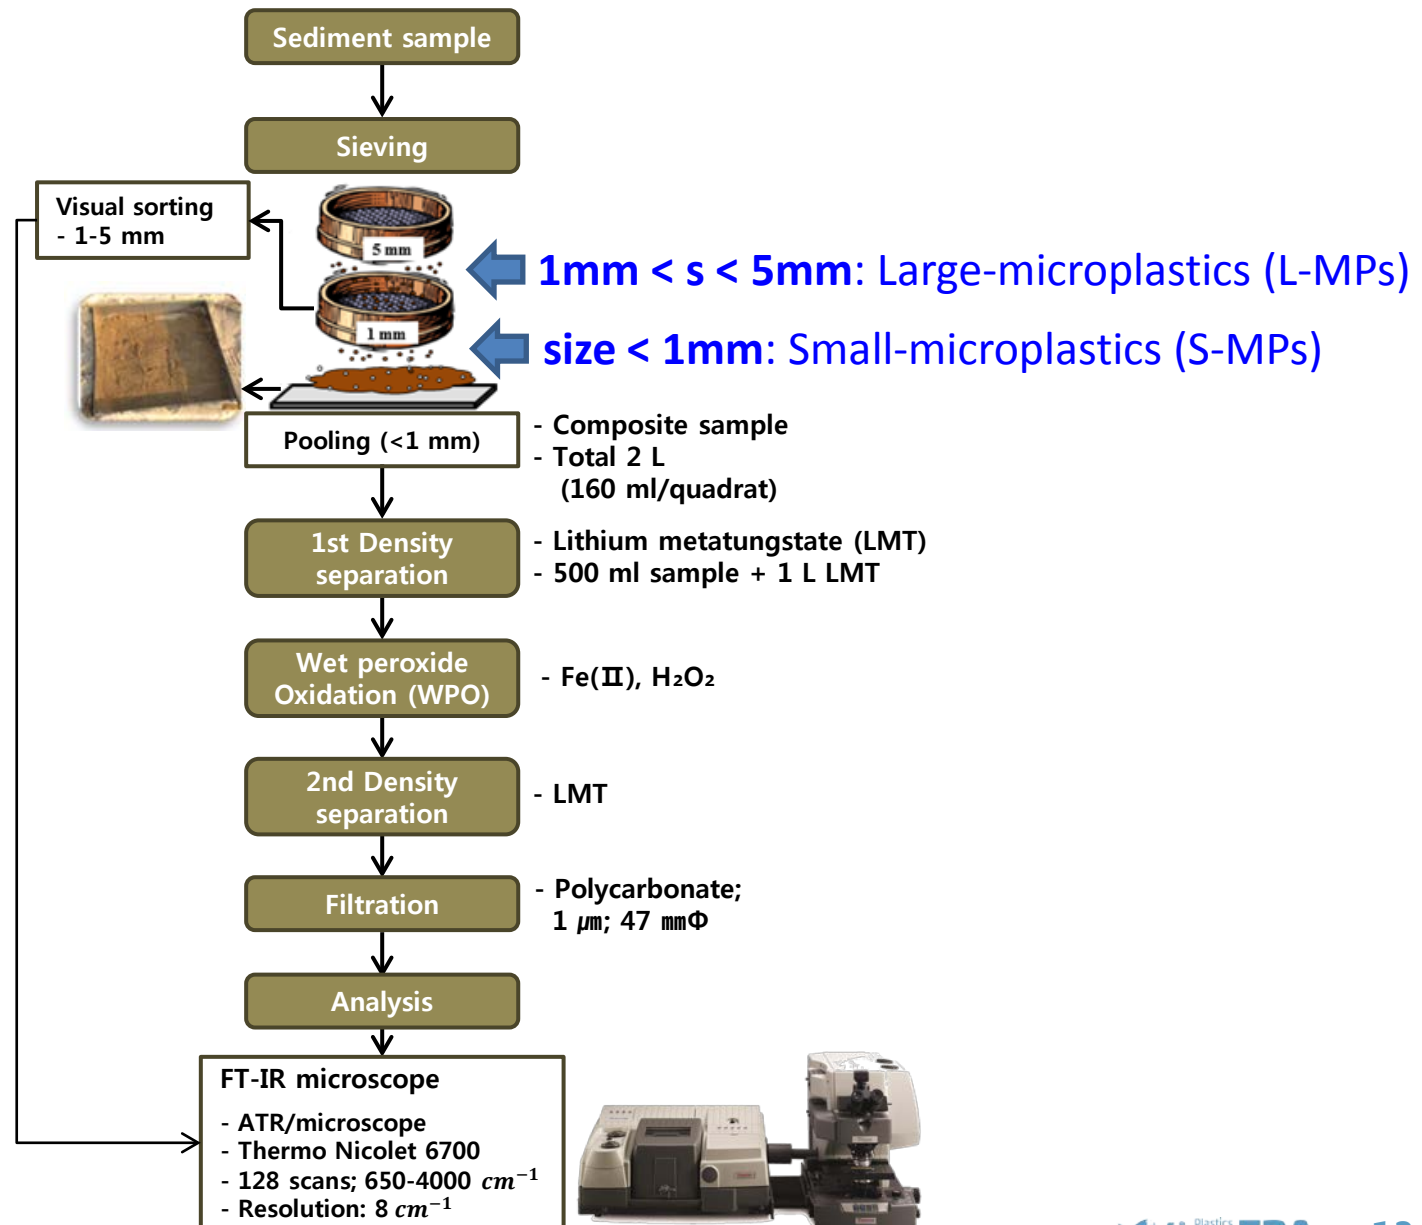 Sediment sample
Sieving
Visual sorting
- 1-5 mm
5 mm
1mm < s < 5mm: Large-microplastics (L-MPs)
1 mm
size < 1mm: Small-microplastics (S-MPs)
Pooling (<1 mm)
- Composite sample
- Total 2 L
(160 ml/quadrat)
1st Density
separation
- Lithium metatungstate (LMT)
- 500 ml sample + 1 L LMT
Wet peroxide
Oxidation (WPO)
- Fe(Ⅱ), H₂O₂
2nd Density
separation
- LMT
Filtration
- Polycarbonate;
1 ㎛; 47 ㎜Φ
Analysis
FT-IR microscope
- ATR/microscope
- Thermo Nicolet 6700
- 128 scans; 650-4000 cm⁻¹
- Resolution: 8 cm⁻¹
Plastics